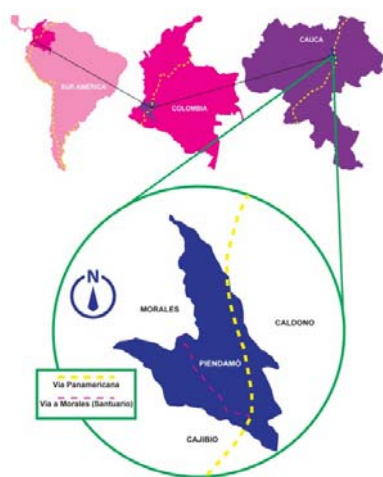 SUR AMÉRICA
COLOMBIA
CAUCA
N
MORALES
CALDONO
PIENDAMÓ
Vía Panamericana
Vía a Morales (Santuario)
CAJIBIO